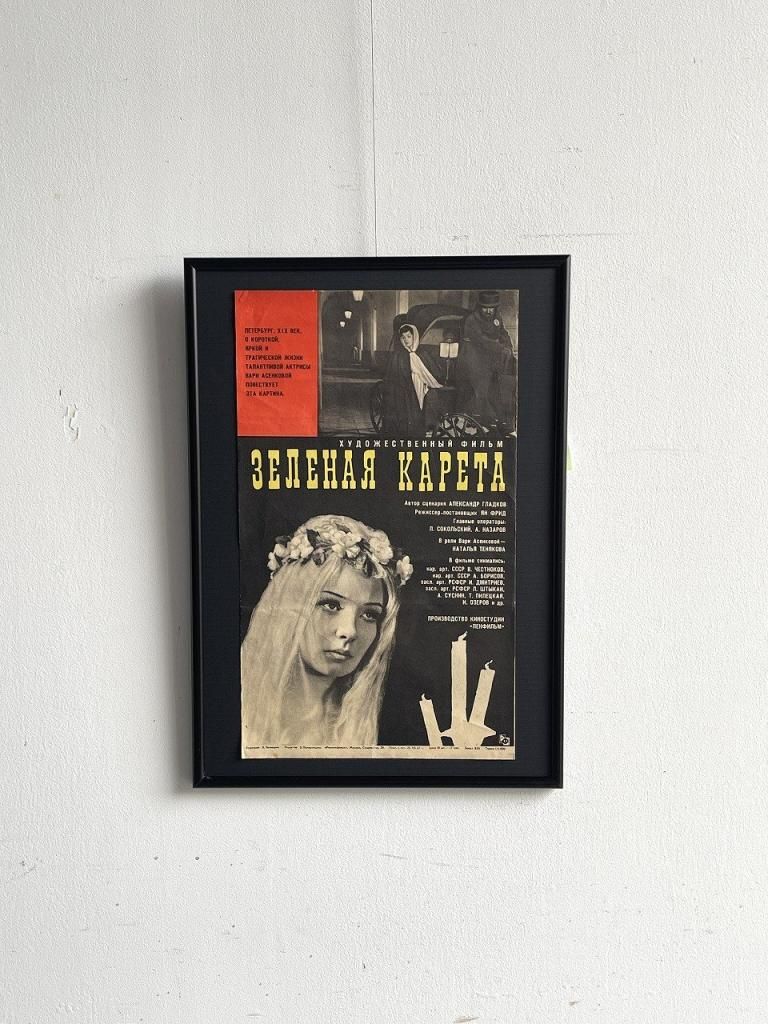 ПЕТЕРБУРГ, XIX ВЕК.
О КОРОТКОЙ,
ЯРКОЙ И
ТРАГИЧЕСКОЙ ЖИЗНИ
ТАЛАНТЛИВОЙ АКТРИСЫ
ВАРИ АСЕНКОВОЙ
ПОВЕСТВУЕТ
ЭТА КАРТИНА.
ХУДОЖЕСТВЕННЫЙ ФИЛЬМ
ЗЕЛЕНАЯ КАРЕТА
Автор сценария АЛЕКСАНДР ГЛАДКОВ
Режиссер-постановщик ЯН ФРИД
Главные операторы:
П. СОКОЛЬСКИЙ, А. НАЗАРОВ
В роли Вари Асенковой—
НАТАЛЬЯ ТЕНЯКОВА
В фильме снимались:
нар. арт. СССР В. ЧЕСТНОКОВ,
нар. арт. СССР А. БОРИСОВ,
засл. арт. РСФСР И. ДМИТРИЕВ,
засл. арт. РСФСР Л. ШТЫКАН,
А. СУСНИН, Т. ПИЛЕЦКАЯ,
Н. ОЗЕРОВ и др.
ПРОИЗВОДСТВО КИНОСТУДИИ
«ЛЕНФИЛЬМ»